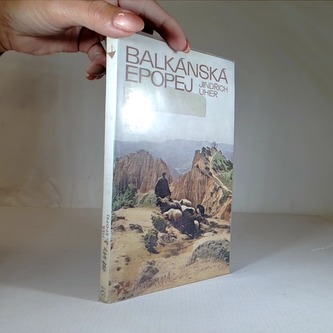 BALKÁNSKÁ
EPOPEJ
JINDŘICH
UHER